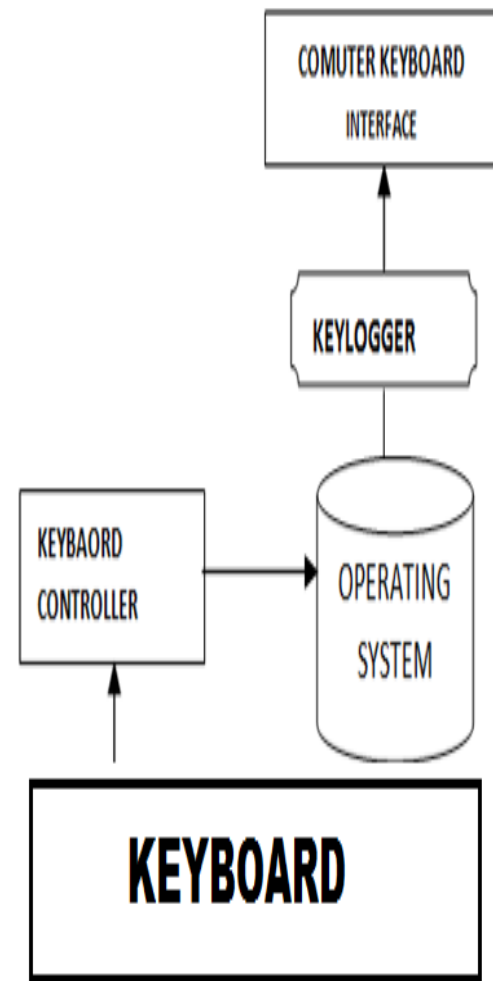 COMUTER KEYBOARD
INTERFACE
KEYLOGGER
KEYBAORD
CONTROLLER
OPERATING
SYSTEM
KEYBOARD